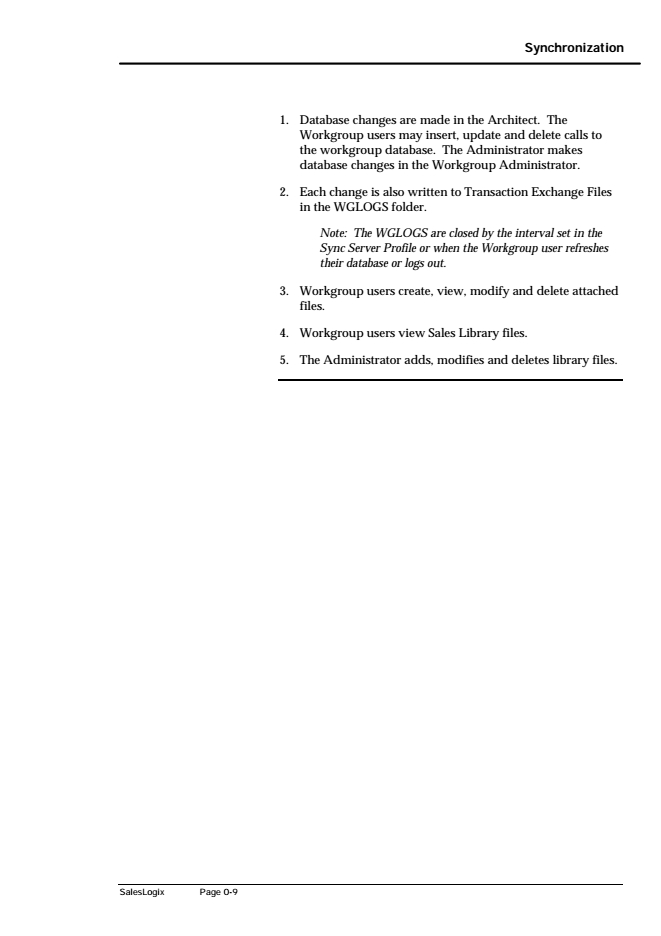 Synchronization
1. Database changes are made in the Architect. The
Workgroup users may insert, update and delete calls to
the workgroup database. The Administrator makes
database changes in the Workgroup Administrator.
2. Each change is also written to Transaction Exchange Files
in the WGLOGS folder.
Note: The WGLOGS are closed by the interval set in the
Sync Server Profile or when the Workgroup user refreshes
their database or logs out.
3. Workgroup users create, view, modify and delete attached
files.
4. Workgroup users view Sales Library files.
5. The Administrator adds, modifies and deletes library files.
SalesLogix Page 0-9